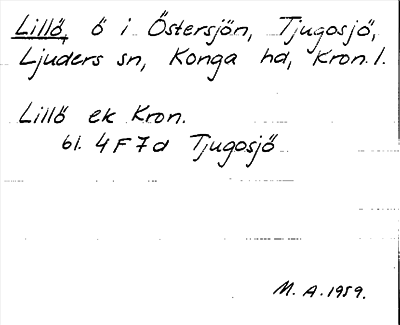 Lillö, ö i Östersjön, Tjugosjö,
Ljuders sn, Konga hd, Kron. l.
Lillö ek Kron.
bl. 4 F 7 d Tjugosjö
M. A. 1959.